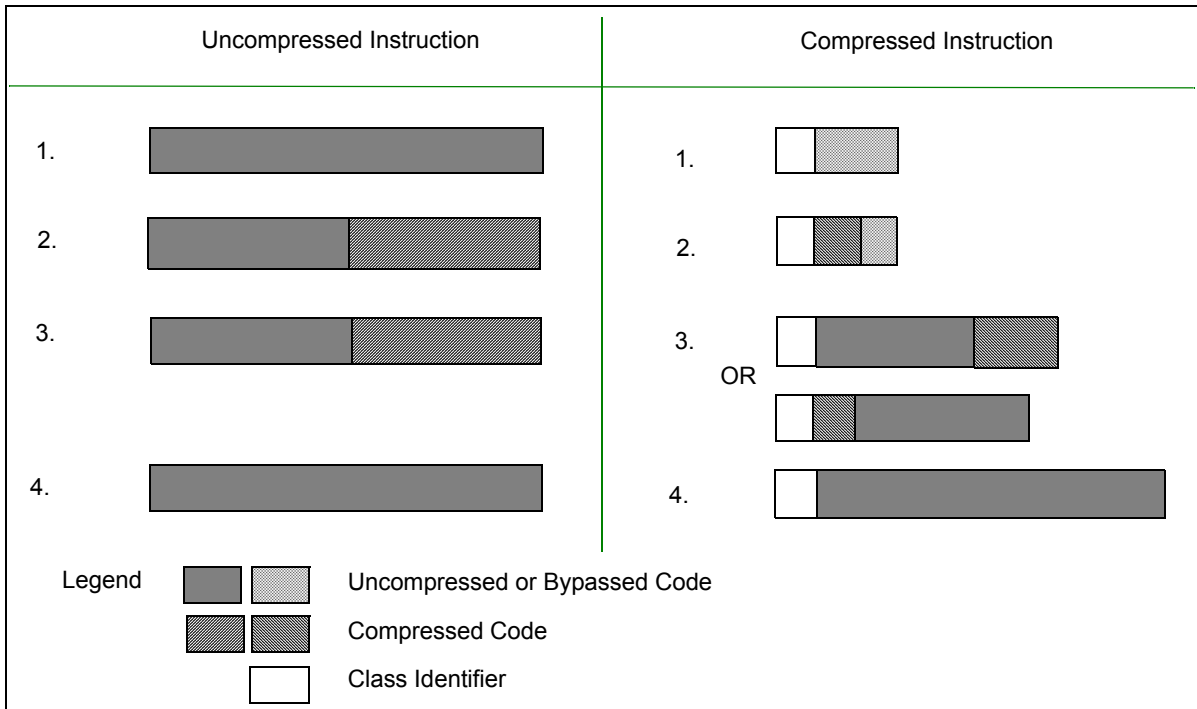 Uncompressed Instruction
Compressed Instruction
1.
1.
2.
2.
3.
3.
OR
4.
4.
Legend
Uncompressed or Bypassed Code
Compressed Code
Class Identifier